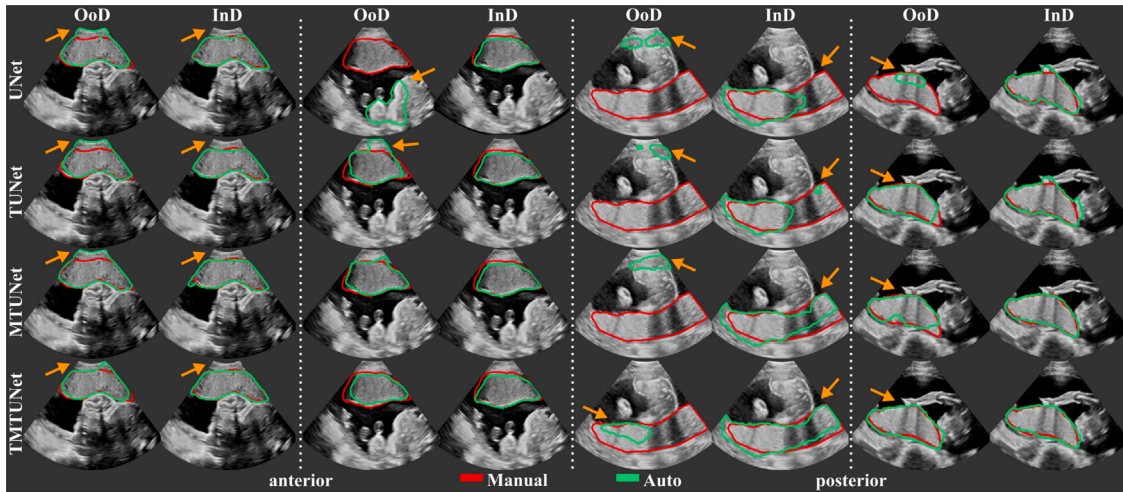 OoD InD OoD InD OoD InD OoD InD
UNet
TUNet
MTUNet
TMTUNet
anterior Manual Auto posterior